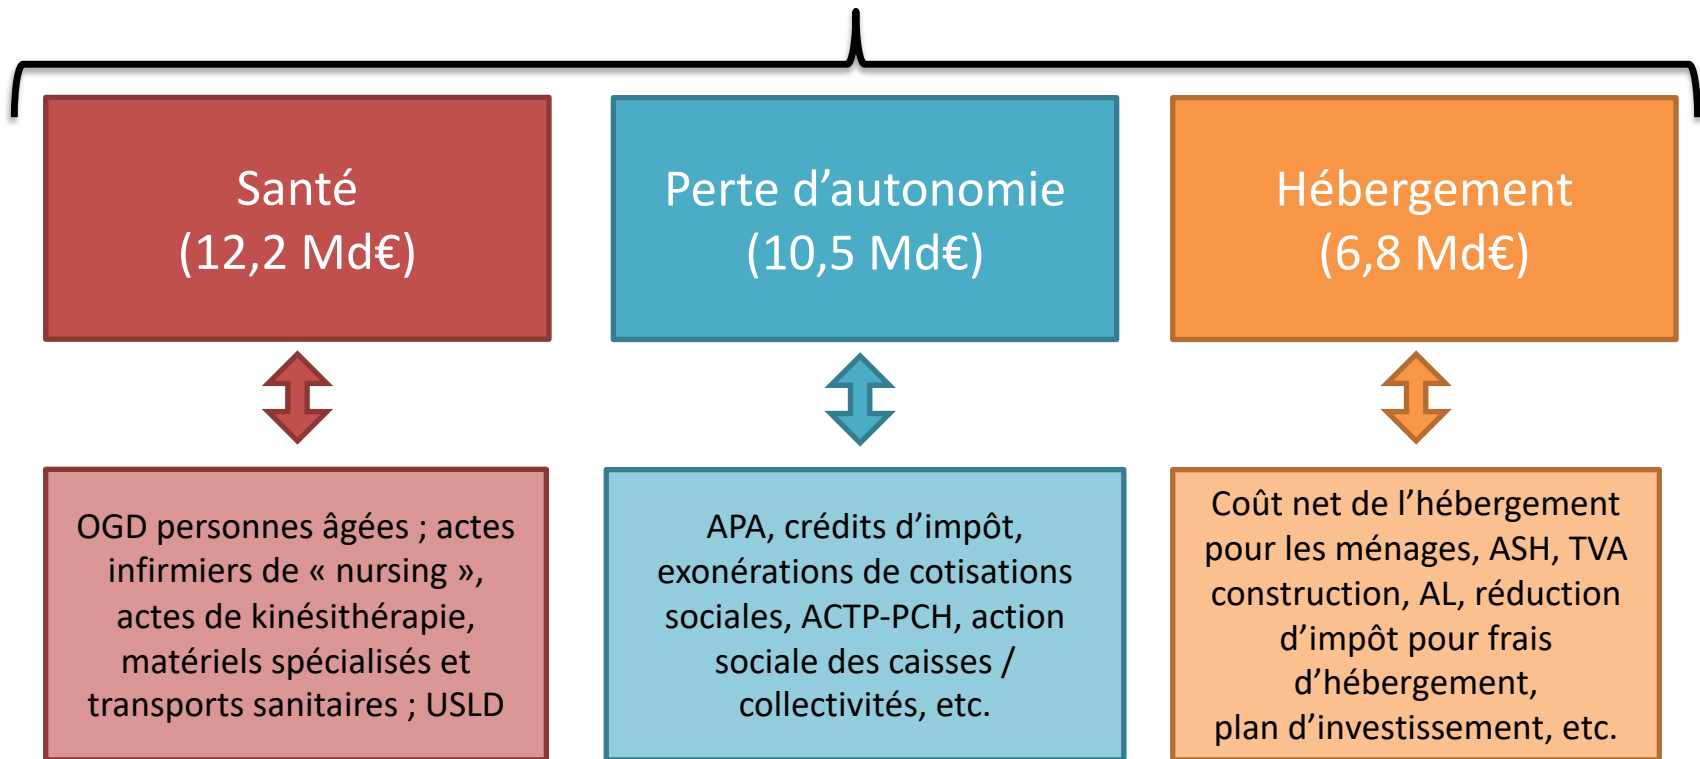 Santé
(12,2 Md€)
Perte d’autonomie
(10,5 Md€)
Hébergement
(6,8 Md€)
OGD personnes âgées ; actes
infirmiers de « nursing »,
actes de kinésithérapie,
matériels spécialisés et
transports sanitaires ; USLD
APA, crédits d’impôt,
exonérations de cotisations
sociales, ACTP-PCH, action
sociale des caisses /
collectivités, etc.
Coût net de l’hébergement
pour les ménages, ASH, TVA
construction, AL, réduction
d’impôt pour frais
d’hébergement,
plan d’investissement, etc.